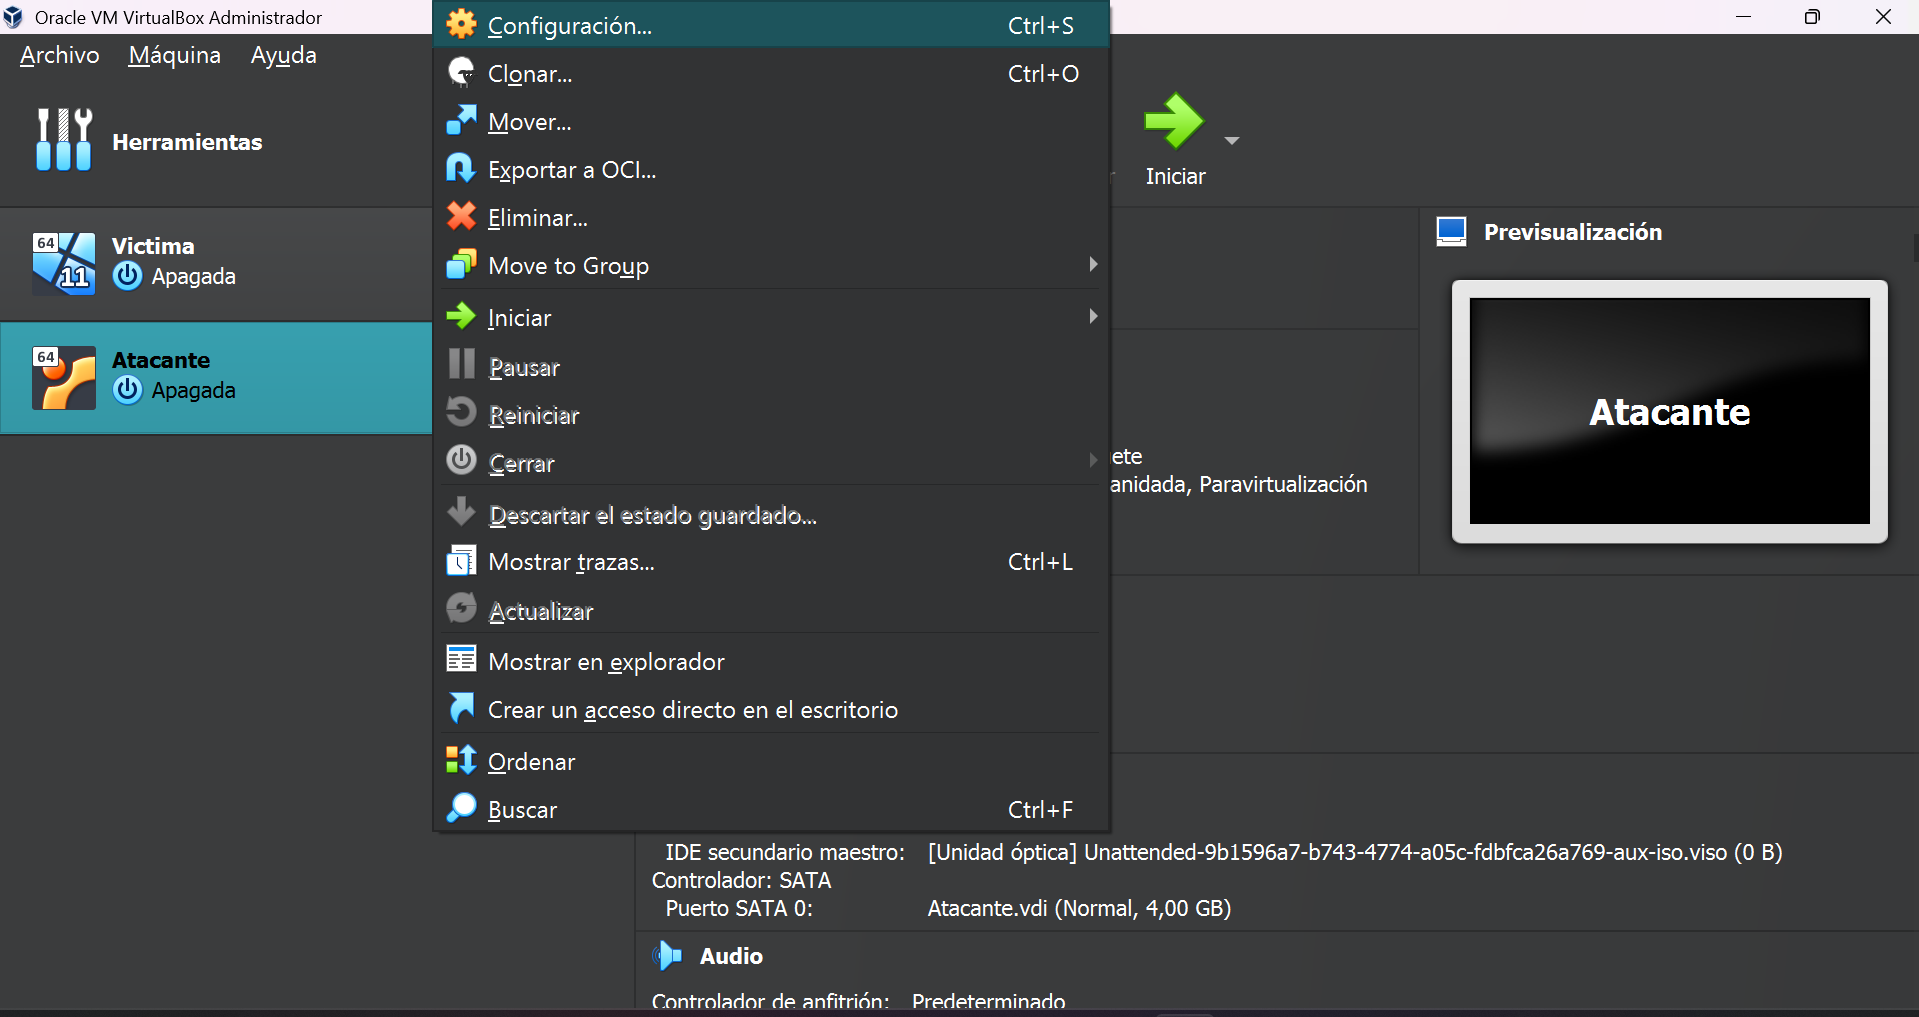 Oracle VM VirtualBox Administrador
Archivo Máquina Ayuda
Herramientas
64
11
Victima
Apagada
64
Atacante
Apagada
Configuración... Ctrl+S
Clonar... Ctrl+O
Mover...
Exportar a OCI...
Eliminar...
Move to Group
Iniciar
Pausar
Reiniciar
Cerrar
Descartar el estado guardado...
Mostrar trazas... Ctrl+L
Actualizar
Mostrar en explorador
Crear un acceso directo en el escritorio
Ordenar
Buscar Ctrl+F
Iniciar
Previsualización
Atacante
ete
anidada, Paravirtualización
IDE secundario maestro: [Unidad óptica] Unattended-9b1596a7-b743-4774-a05c-fdbfca26a769-aux-iso.viso (0 B)
Controlador: SATA
Puerto SATA 0: Atacante.vdi (Normal, 4,00 GB)
Audio
Controlador de anfitrión: Predeterminado